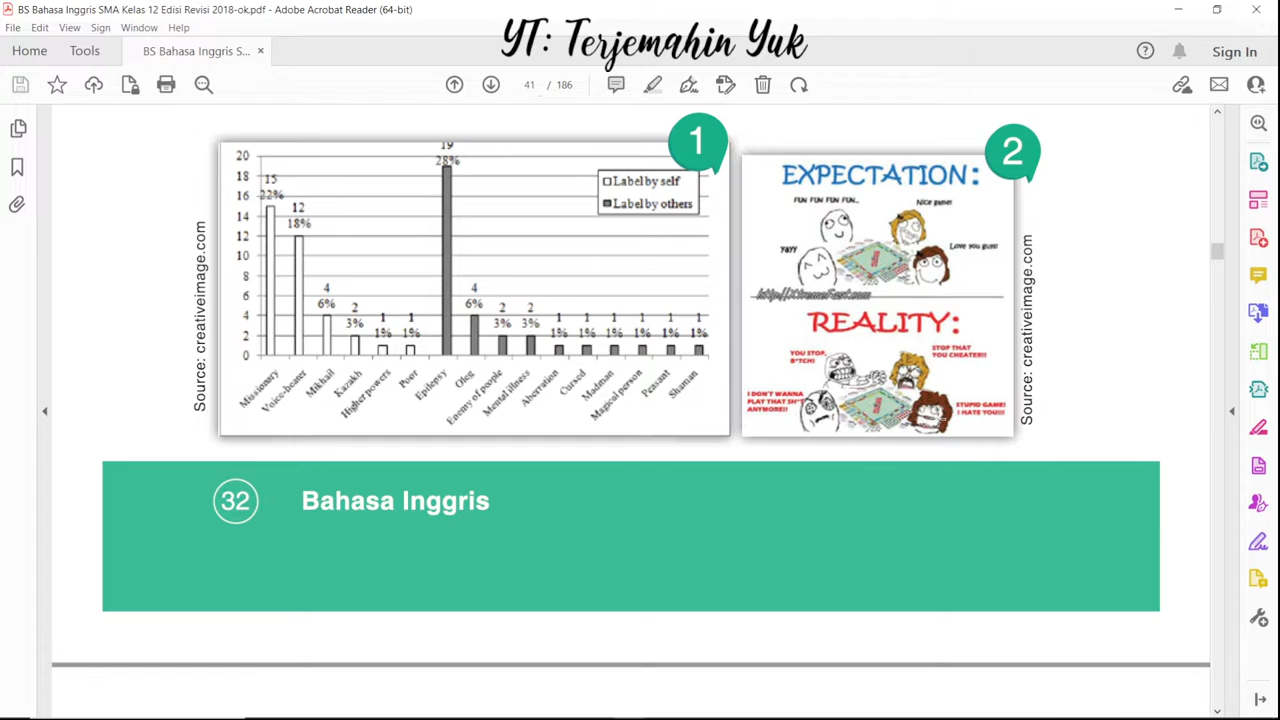 BS Bahasa Inggris SMA Kelas 12 Edisi Revisi 2018-ok.pdf - Adobe Acrobat Reader (64-bit)
File Edit View Sign Window Help
YT: Terjemahin Yuk
Home Tools BS Bahasa Inggris S... × Sign In
41 / 186
1
2
Source: creativeimage.com
20
18
16
14
12
10
8
6
4
2
0
15
22%
12
18%
4
6%
2
3%
1
1%
1
1%
19
28%
4
6%
2
3%
2
3%
1
1%
1
1%
1
1%
1
1%
1
1%
1
1%
Label by self
Label by others
Missionary
Voice-bearer
Mikhail
Kazakh
Higher powers
Poor
Epilepsy
Oleg
Enemy of people
Mental illness
Aberration
Cursed
Madman
Magical person
Peasant
Shaman
EXPECTATION:
FUN FUN FUN FUN...
Nice game!
yayy
Love you guys!
http://XtremeFast.com
REALITY:
YOU STOP,
B*TCH!
STOP THAT
YOU CHEATER!!!
I DON'T WANNA
PLAY THAT SH*T
ANYMORE!!
STUPID GAME!
I HATE YOU!!!
Source: creativeimage.com
32 Bahasa Inggris